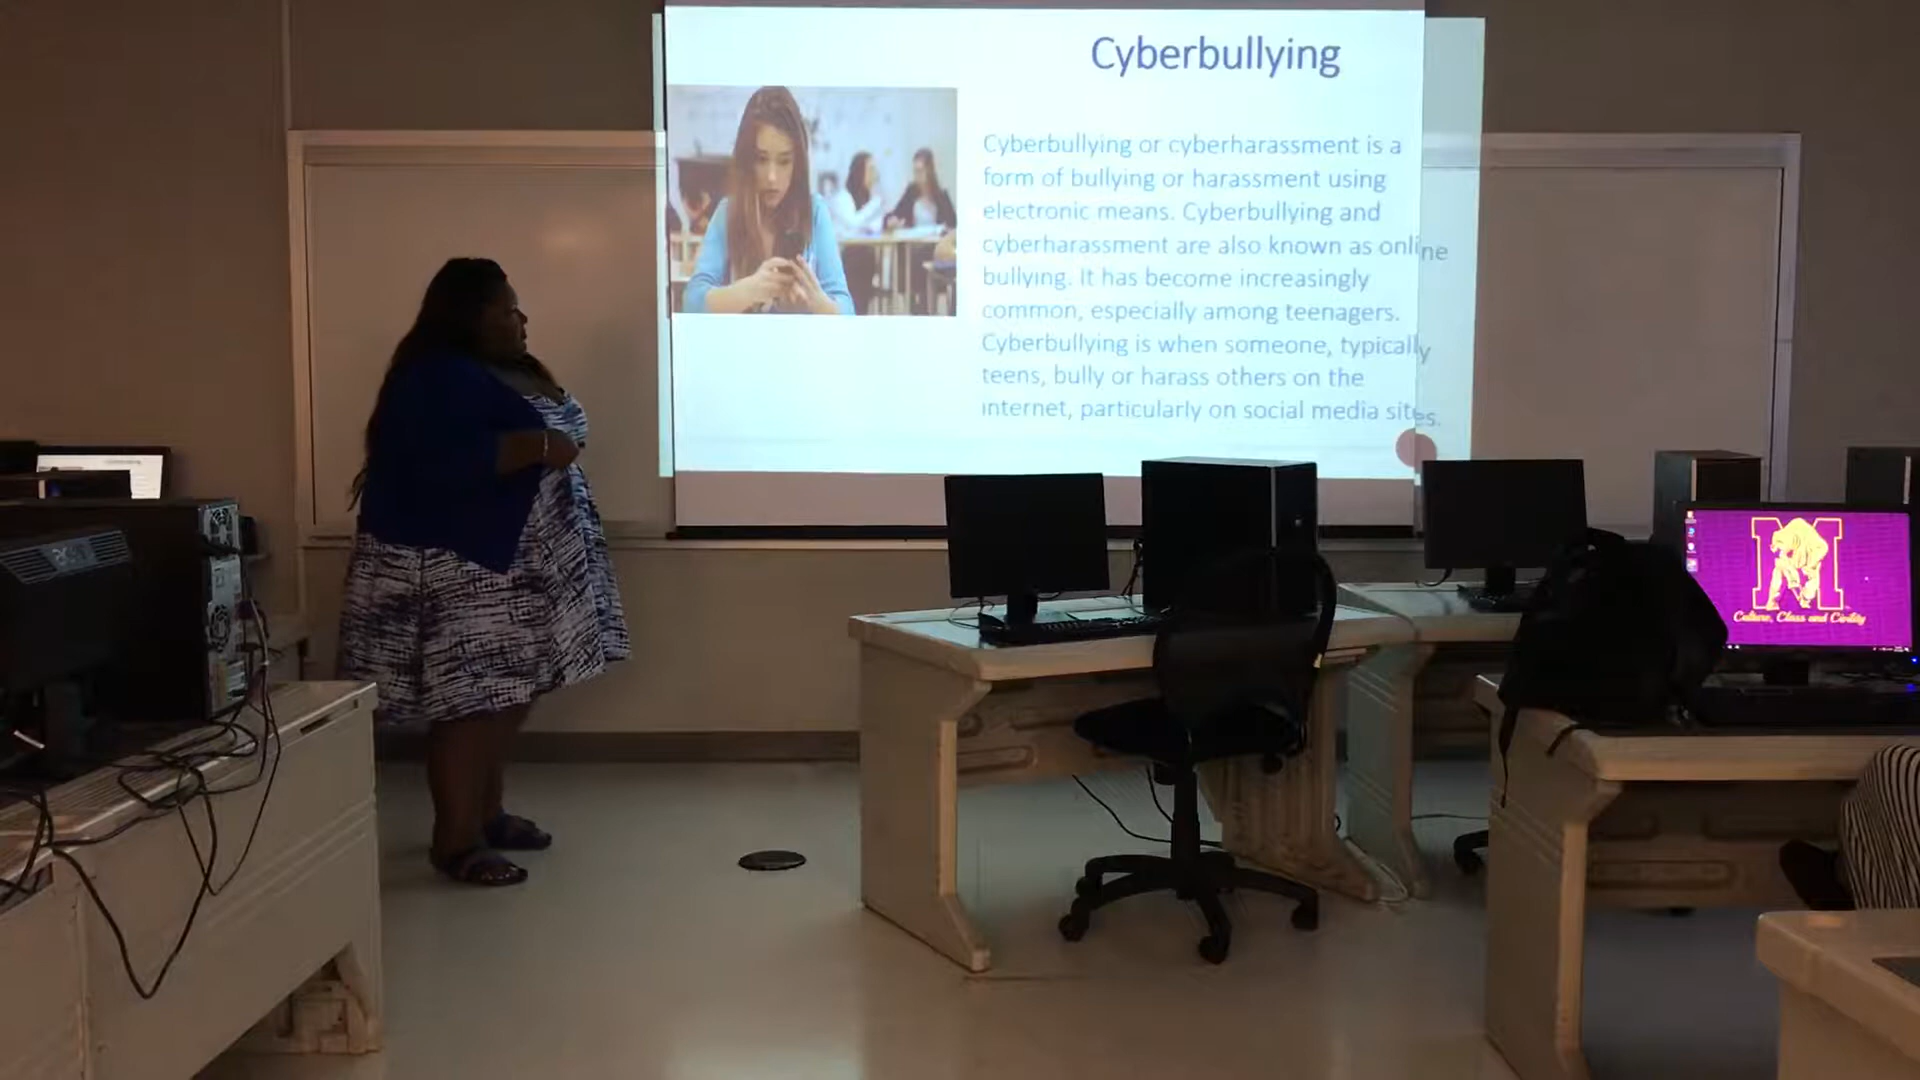 Cyberbullying
Cyberbullying or cyberharassment is a
form of bullying or harassment using
electronic means. Cyberbullying and
cyberharassment are also known as online
bullying. It has become increasingly
common, especially among teenagers.
Cyberbullying is when someone, typically
teens, bully or harass others on the
internet, particularly on social media sites.
M
Culture, Class and Civility